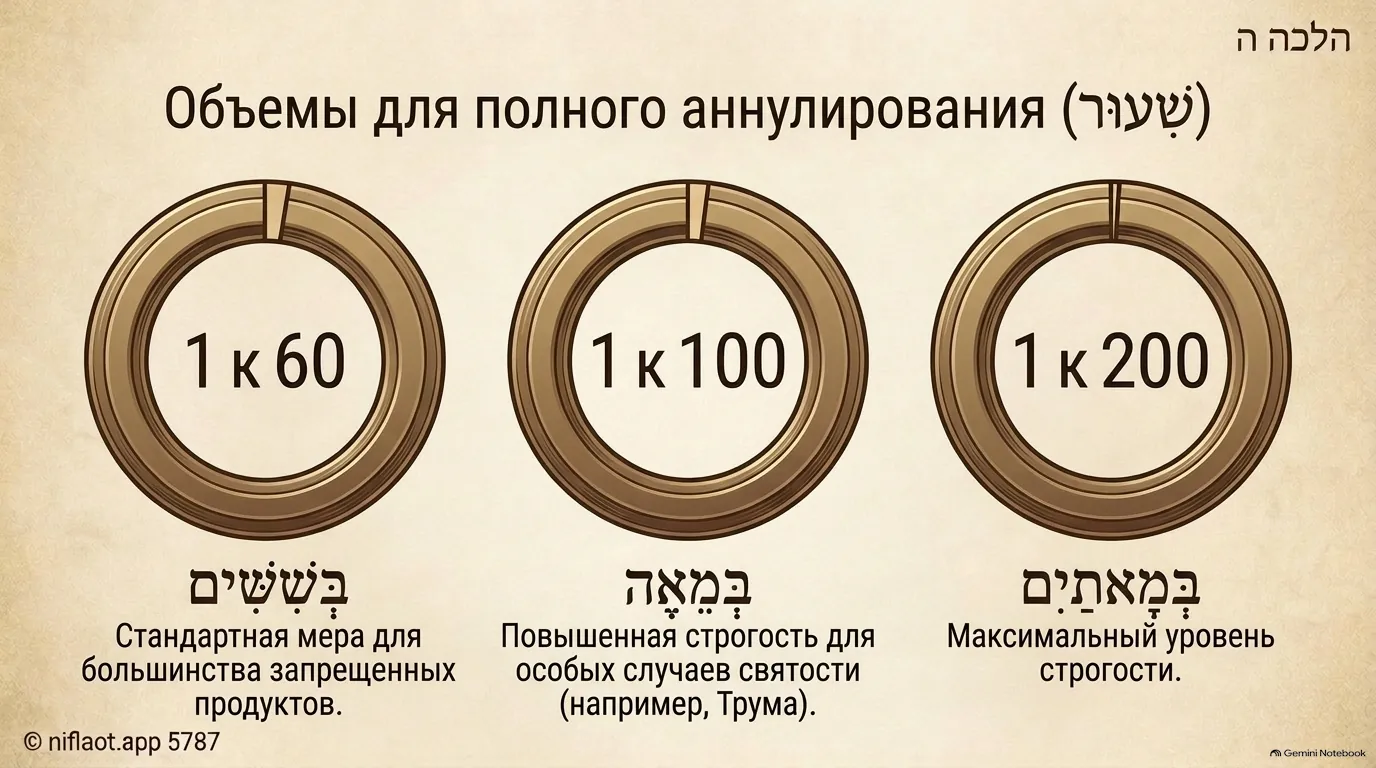 הלכה ה
Объемы для полного аннулирования (שִׁעוּר)
1 к 60
1 к 100
1 к 200
בְּשִׁשִּׁים
Стандартная мера для
большинства запрещенных
продуктов.
בְּמֵאָה
Повышенная строгость для
особых случаев святости
(например, Трума).
בְּמָאתַיִם
Максимальный уровень
строгости.
© niflaot.app 5787
Gemini Notebook